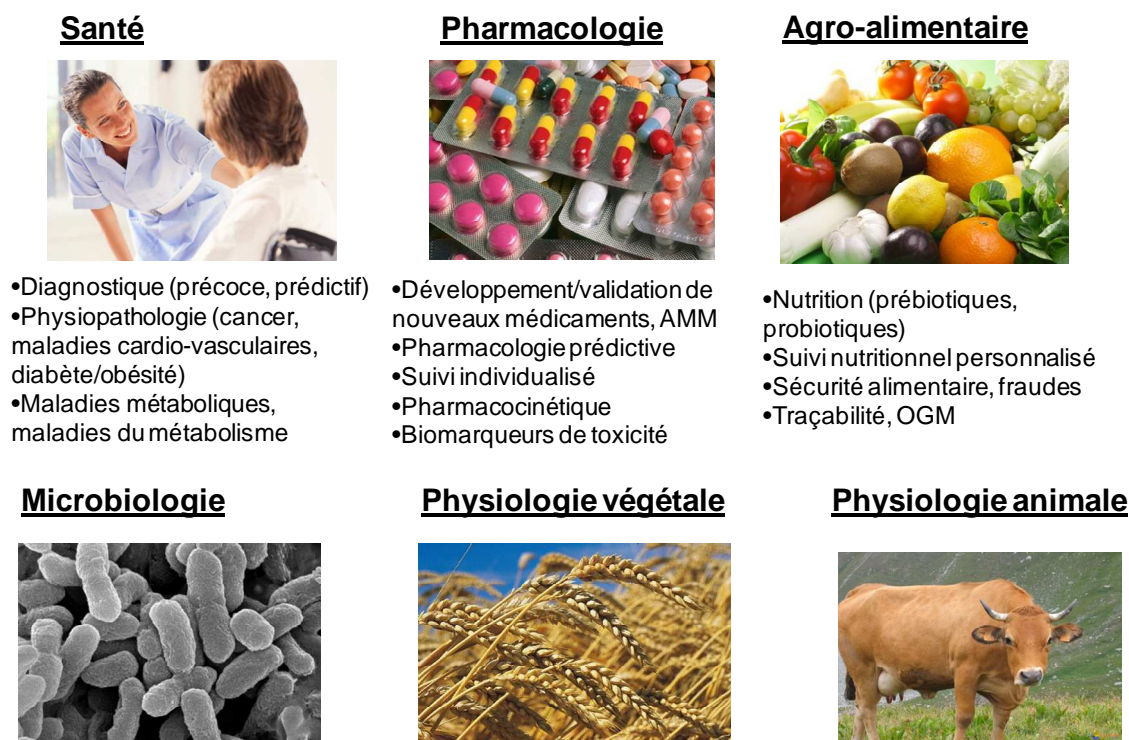 Santé
Pharmacologie
Agro-alimentaire
•Diagnostique (précoce, prédictif)
•Physiopathologie (cancer,
maladies cardio-vasculaires,
diabète/obésité)
•Maladies métaboliques,
maladies du métabolisme
•Développement/validation de
nouveaux médicaments, AMM
•Pharmacologie prédictive
•Suivi individualisé
•Pharmacocinétique
•Biomarqueurs de toxicité
•Nutrition (prébiotiques,
probiotiques)
•Suivi nutritionnel personnalisé
•Sécurité alimentaire, fraudes
•Traçabilité, OGM
Microbiologie
Physiologie végétale
Physiologie animale